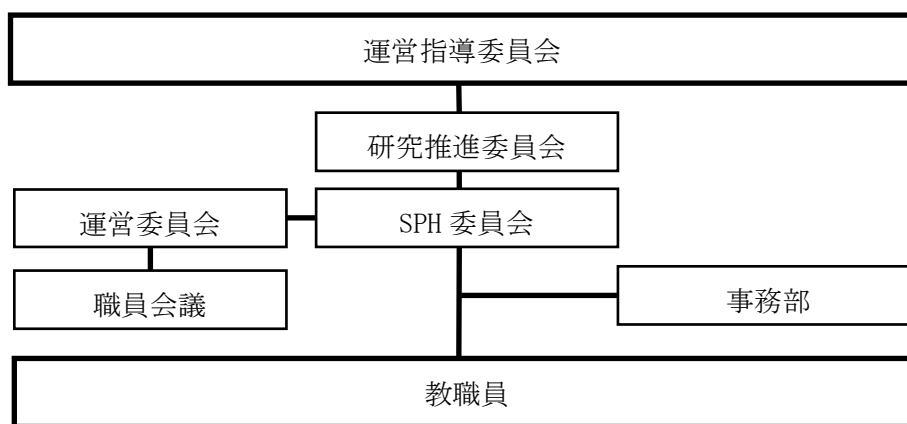 運営指導委員会
研究推進委員会
運営委員会
SPH 委員会
職員会議
事務部
教職員